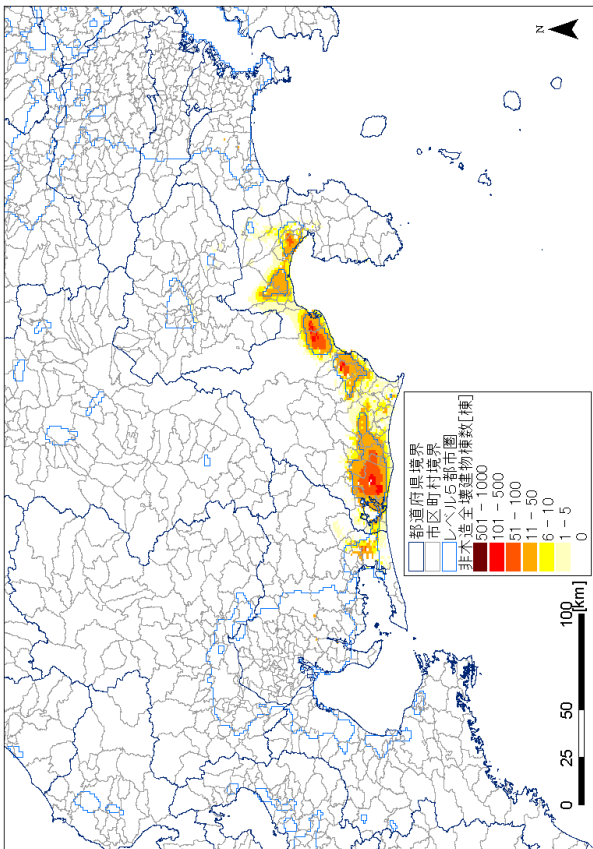 N
都道府県境界
市区町村境界
レベル5都市圏
非木造全壊建物棟数[棟]
501 - 1000
101 - 500
51 - 100
11 - 50
6 - 10
1 - 5
0
0 25 50 100
[km]